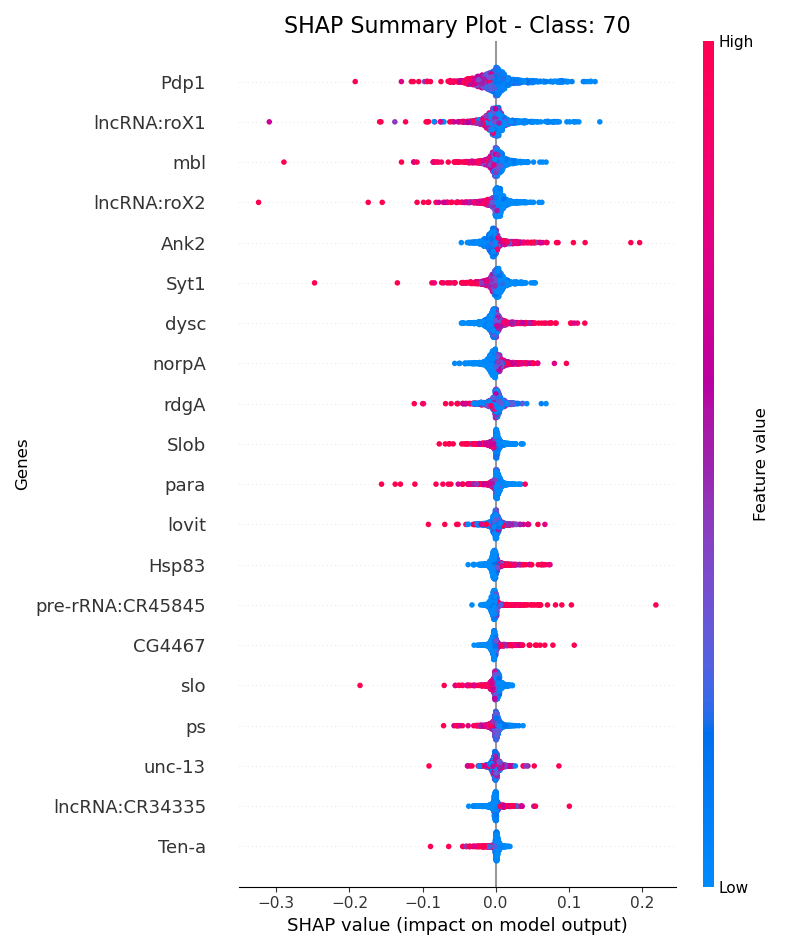 SHAP Summary Plot - Class: 70
High
Pdp1
lncRNA:roX1
mbl
lncRNA:roX2
Ank2
Syt1
dysc
norpA
rdgA
Slob
para
lovit
Hsp83
pre-rRNA:CR45845
CG4467
slo
ps
unc-13
lncRNA:CR34335
Ten-a
Genes
Feature value
Low
−0.3 −0.2 −0.1 0.0 0.1 0.2
SHAP value (impact on model output)